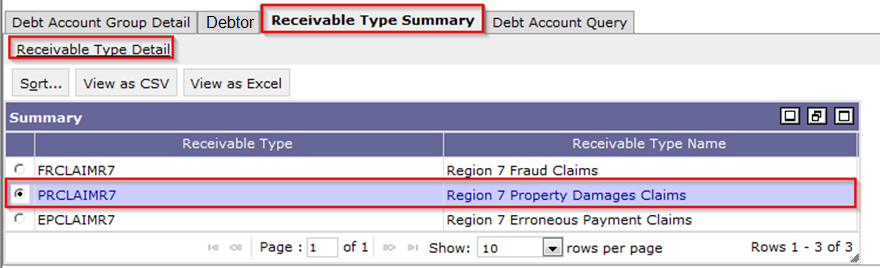 Debt Account Group Detail Debtor Receivable Type Summary Debt Account Query
Receivable Type Detail
Sort... View as CSV View as Excel
Summary
Receivable Type Receivable Type Name
FRCLAIMR7 Region 7 Fraud Claims
PRCLAIMR7 Region 7 Property Damages Claims
EPCLAIMR7 Region 7 Erroneous Payment Claims
Page : 1 of 1 Show: 10 rows per page Rows 1 - 3 of 3